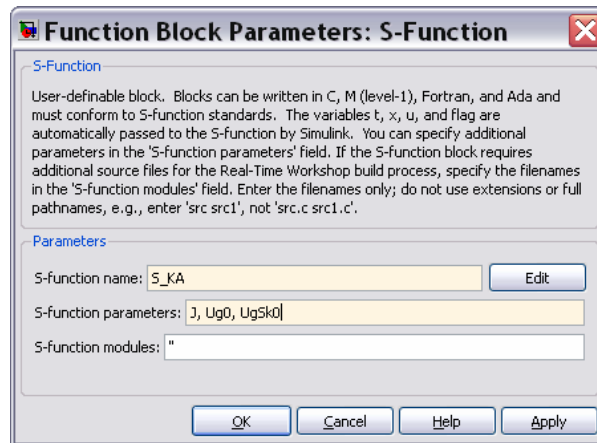 Function Block Parameters: S-Function
S-Function
User-definable block. Blocks can be written in C, M (level-1), Fortran, and Ada and
must conform to S-function standards. The variables t, x, u, and flag are
automatically passed to the S-function by Simulink. You can specify additional
parameters in the 'S-function parameters' field. If the S-function block requires
additional source files for the Real-Time Workshop build process, specify the filenames
in the 'S-function modules' field. Enter the filenames only; do not use extensions or full
pathnames, e.g., enter 'src src1', not 'src.c src1.c'.
Parameters
S-function name: S_KA Edit
S-function parameters: J, Ug0, UgSk0
S-function modules: ''
OK Cancel Help Apply